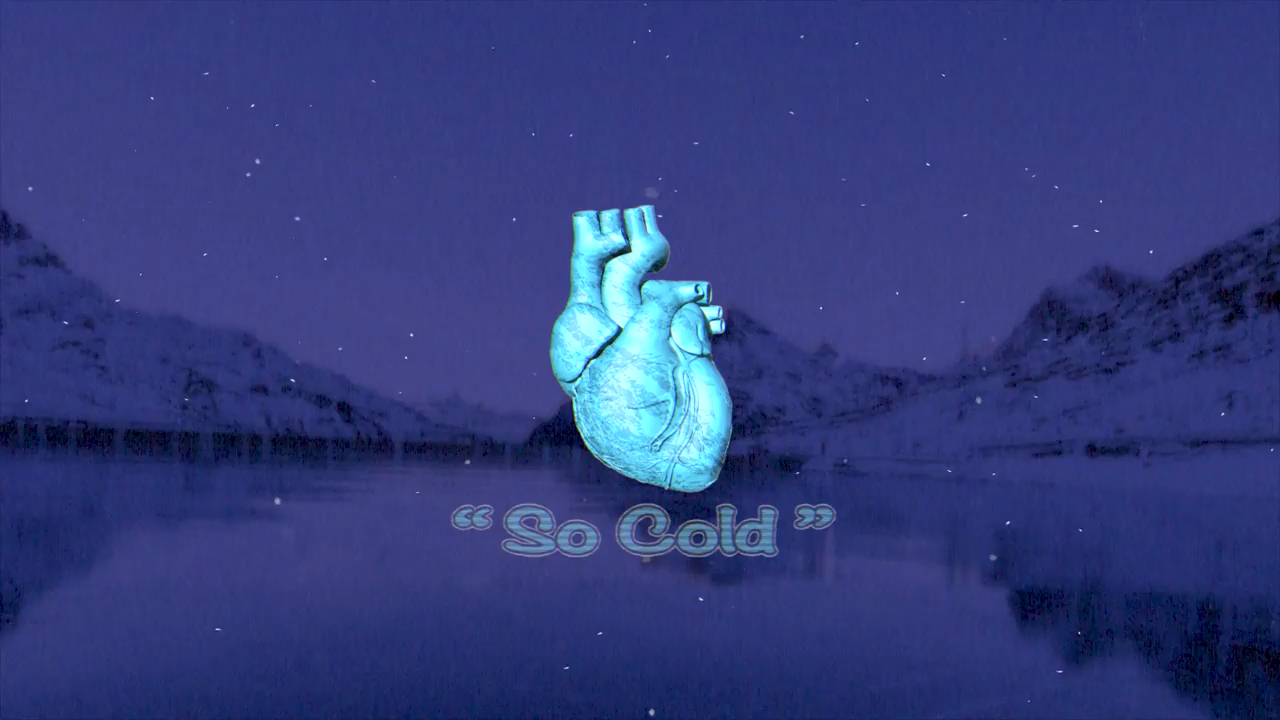 “ So Cold ”